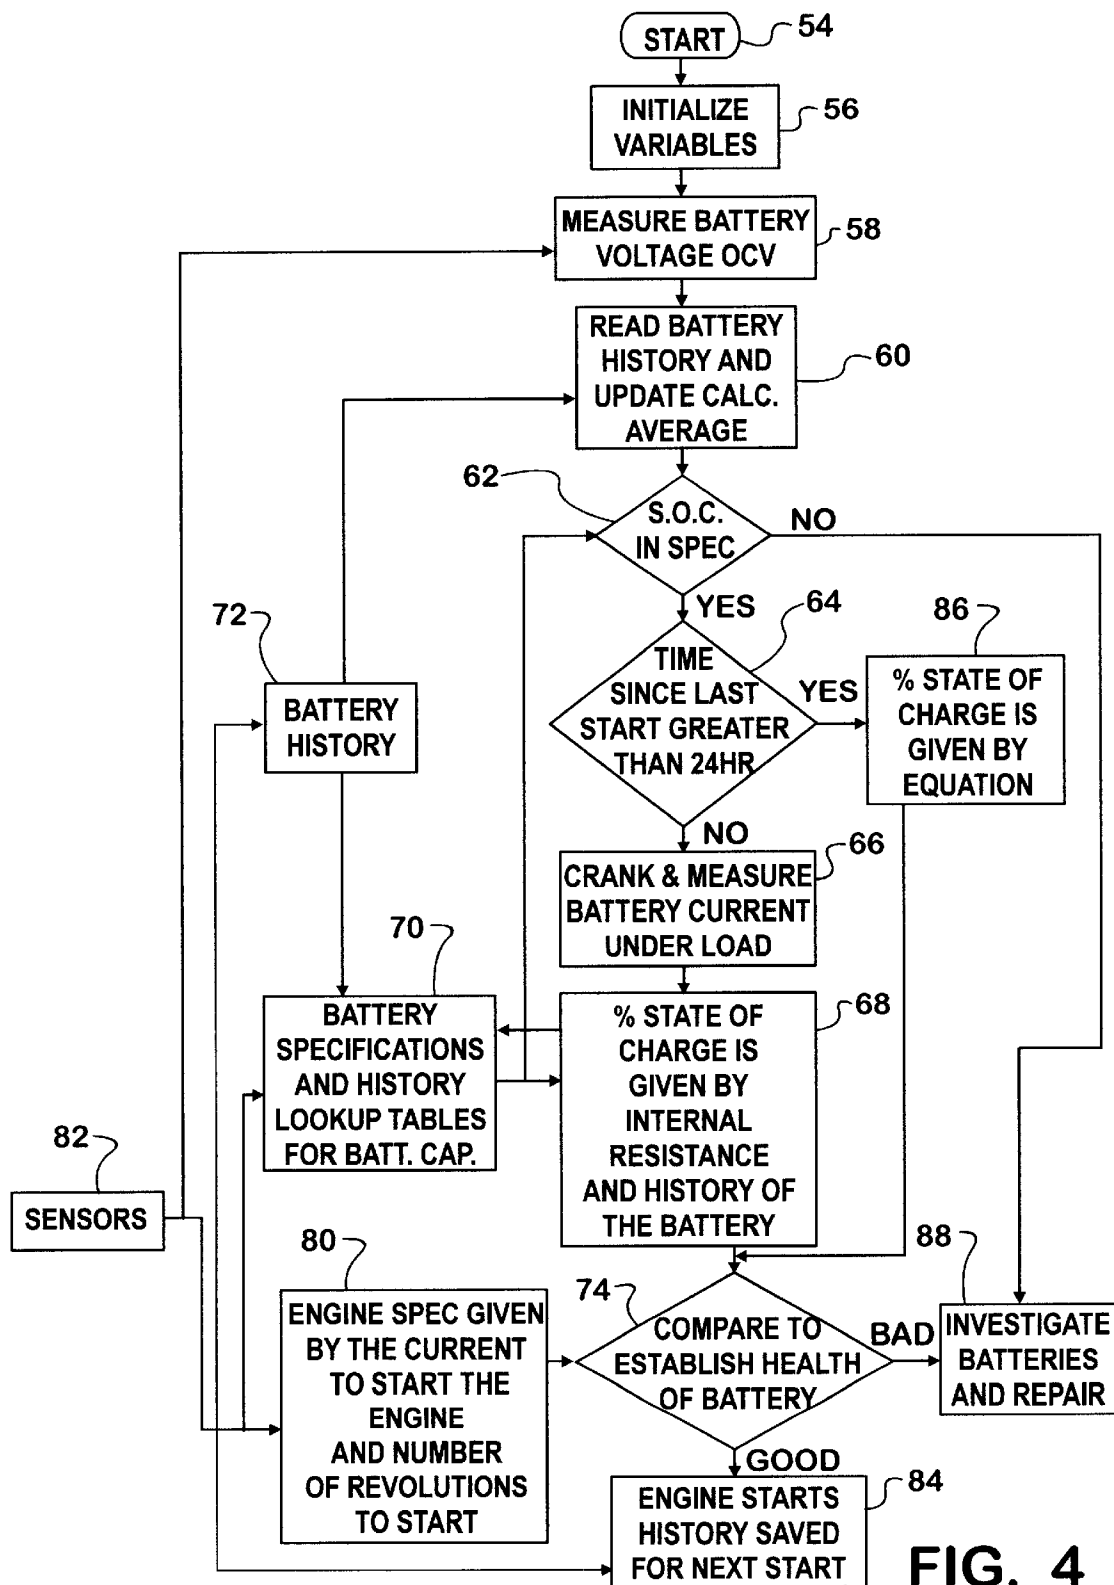 START
54
INITIALIZE
VARIABLES
56
MEASURE BATTERY
VOLTAGE OCV
58
READ BATTERY
HISTORY AND
UPDATE CALC.
AVERAGE
60
62
S.O.C.
IN SPEC
NO
YES
64
TIME
SINCE LAST
START GREATER
THAN 24HR
YES
86
% STATE OF
CHARGE IS
GIVEN BY
EQUATION
72
BATTERY
HISTORY
NO
66
CRANK & MEASURE
BATTERY CURRENT
UNDER LOAD
70
BATTERY
SPECIFICATIONS
AND HISTORY
LOOKUP TABLES
FOR BATT. CAP.
68
% STATE OF
CHARGE IS
GIVEN BY
INTERNAL
RESISTANCE
AND HISTORY OF
THE BATTERY
82
SENSORS
80
ENGINE SPEC GIVEN
BY THE CURRENT
TO START THE
ENGINE
AND NUMBER
OF REVOLUTIONS
TO START
74
COMPARE TO
ESTABLISH HEALTH
OF BATTERY
BAD
88
INVESTIGATE
BATTERIES
AND REPAIR
GOOD
84
ENGINE STARTS
HISTORY SAVED
FOR NEXT START
FIG. 4